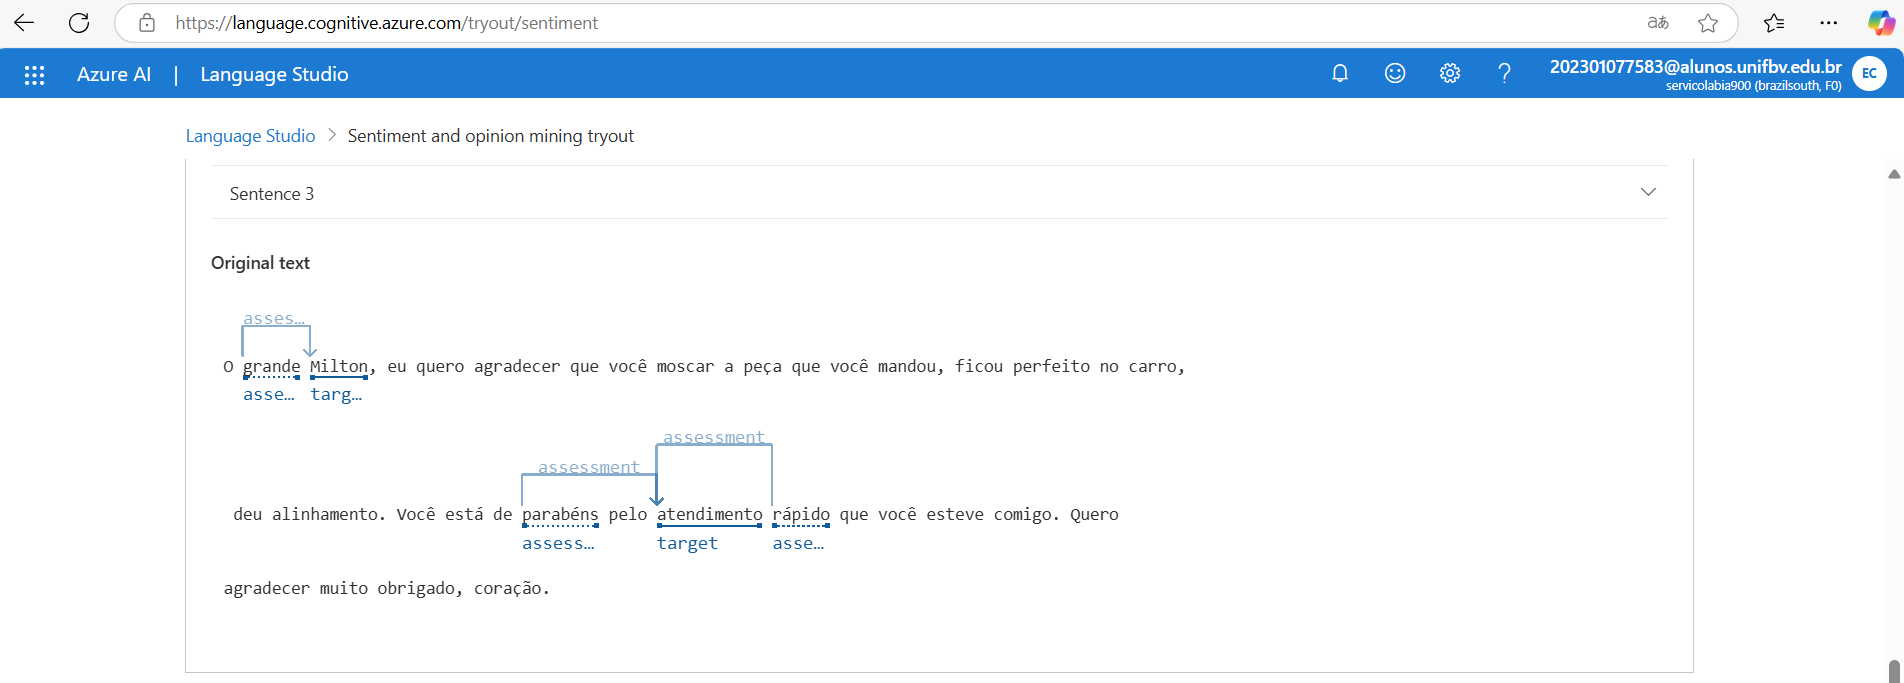 https://language.cognitive.azure.com/tryout/sentiment
Azure AI | Language Studio
202301077583@alunos.unifbv.edu.br
servicolabia900 (brazilsouth, F0)
EC
Language Studio > Sentiment and opinion mining tryout
Sentence 3
Original text
asses...
O grande Milton, eu quero agradecer que você moscar a peça que você mandou, ficou perfeito no carro,
asse... targ...
assessment
assessment
deu alinhamento. Você está de parabéns pelo atendimento rápido que você esteve comigo. Quero
assess... target asse...
agradecer muito obrigado, coração.